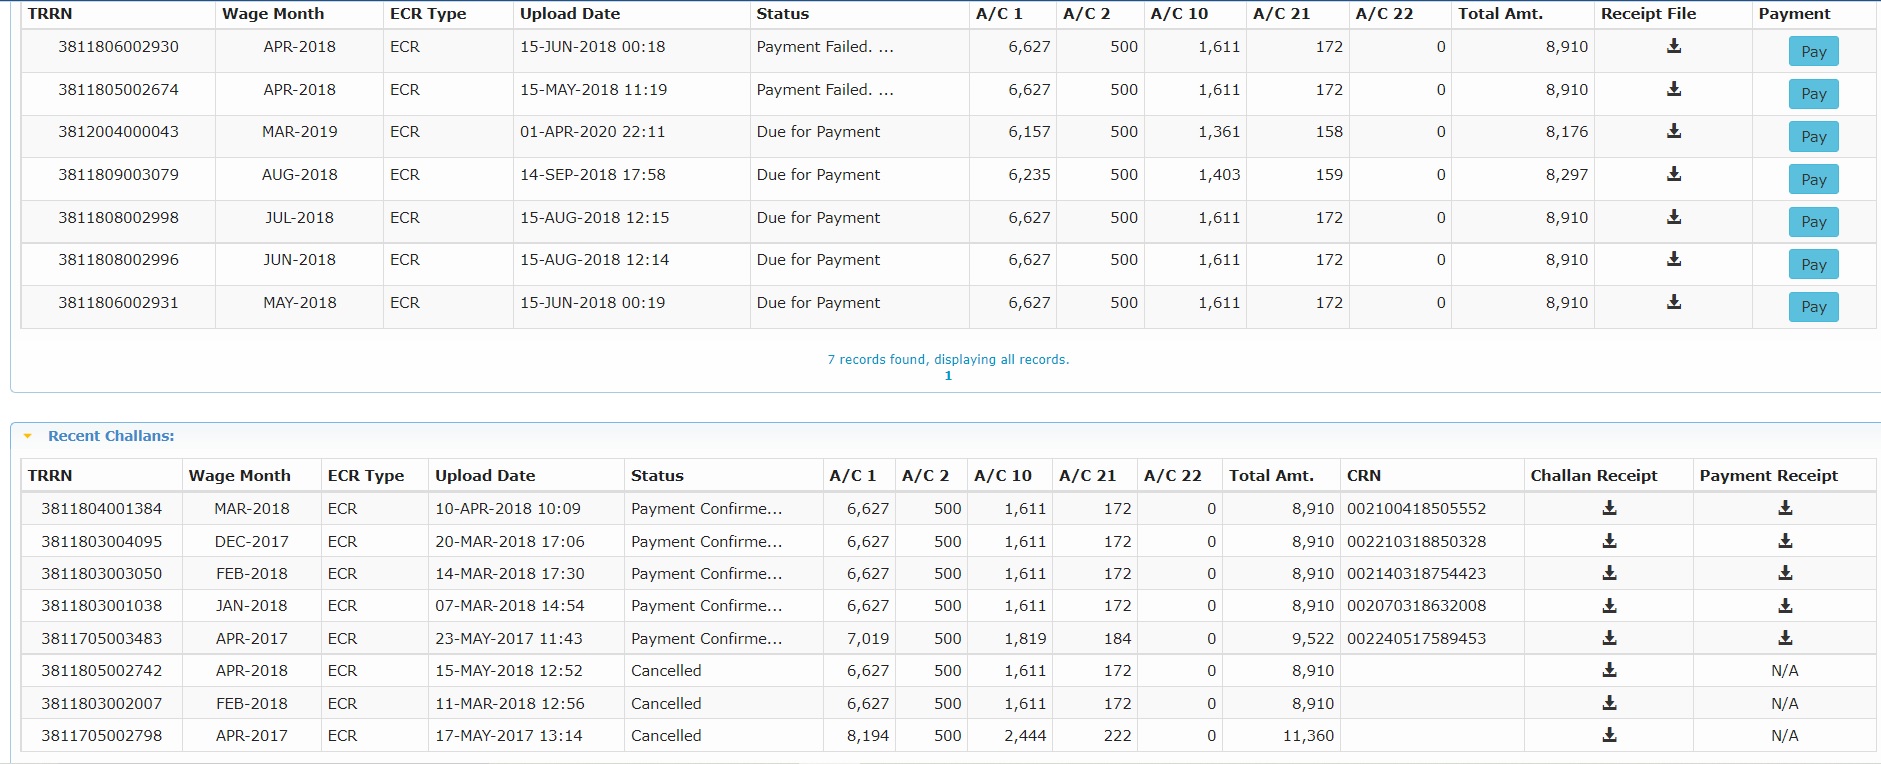 TRRN Wage Month ECR Type Upload Date Status A/C 1 A/C 2 A/C 10 A/C 21 A/C 22 Total Amt. Receipt File Payment
3811806002930 APR-2018 ECR 15-JUN-2018 00:18 Payment Failed. ... 6,627 500 1,611 172 0 8,910 Pay
3811805002674 APR-2018 ECR 15-MAY-2018 11:19 Payment Failed. ... 6,627 500 1,611 172 0 8,910 Pay
3812004000043 MAR-2019 ECR 01-APR-2020 22:11 Due for Payment 6,157 500 1,361 158 0 8,176 Pay
3811809003079 AUG-2018 ECR 14-SEP-2018 17:58 Due for Payment 6,235 500 1,403 159 0 8,297 Pay
3811808002998 JUL-2018 ECR 15-AUG-2018 12:15 Due for Payment 6,627 500 1,611 172 0 8,910 Pay
3811808002996 JUN-2018 ECR 15-AUG-2018 12:14 Due for Payment 6,627 500 1,611 172 0 8,910 Pay
3811806002931 MAY-2018 ECR 15-JUN-2018 00:19 Due for Payment 6,627 500 1,611 172 0 8,910 Pay
7 records found, displaying all records.
1
Recent Challans:
TRRN Wage Month ECR Type Upload Date Status A/C 1 A/C 2 A/C 10 A/C 21 A/C 22 Total Amt. CRN Challan Receipt Payment Receipt
3811804001384 MAR-2018 ECR 10-APR-2018 10:09 Payment Confirme... 6,627 500 1,611 172 0 8,910 002100418505552
3811803004095 DEC-2017 ECR 20-MAR-2018 17:06 Payment Confirme... 6,627 500 1,611 172 0 8,910 002210318850328
3811803003050 FEB-2018 ECR 14-MAR-2018 17:30 Payment Confirme... 6,627 500 1,611 172 0 8,910 002140318754423
3811803001038 JAN-2018 ECR 07-MAR-2018 14:54 Payment Confirme... 6,627 500 1,611 172 0 8,910 002070318632008
3811705003483 APR-2017 ECR 23-MAY-2017 11:43 Payment Confirme... 7,019 500 1,819 184 0 9,522 002240517589453
3811805002742 APR-2018 ECR 15-MAY-2018 12:52 Cancelled 6,627 500 1,611 172 0 8,910 N/A
3811803002007 FEB-2018 ECR 11-MAR-2018 12:56 Cancelled 6,627 500 1,611 172 0 8,910 N/A
3811705002798 APR-2017 ECR 17-MAY-2017 13:14 Cancelled 8,194 500 2,444 222 0 11,360 N/A